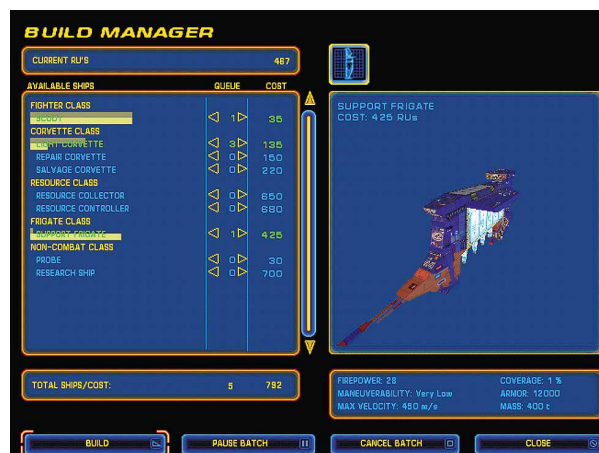 BUILD MANAGER
CURRENT RU'S 467
AVAILABLE SHIPS QUEUE COST
FIGHTER CLASS
SCOUT 1 35
CORVETTE CLASS
LIGHT CORVETTE 3 135
REPAIR CORVETTE 0 150
SALVAGE CORVETTE 0 220
RESOURCE CLASS
RESOURCE COLLECTOR 0 650
RESOURCE CONTROLLER 0 680
FRIGATE CLASS
SUPPORT FRIGATE 1 425
NON-COMBAT CLASS
PROBE 0 30
RESEARCH SHIP 0 700
TOTAL SHIPS/COST: 5 792
SUPPORT FRIGATE
COST: 425 RUs
FIREPOWER: 28 COVERAGE: 1 %
MANEUVERABILITY: Very Low ARMOR: 12000
MAX VELOCITY: 450 m/s MASS: 400 t
BUILD PAUSE BATCH CANCEL BATCH CLOSE